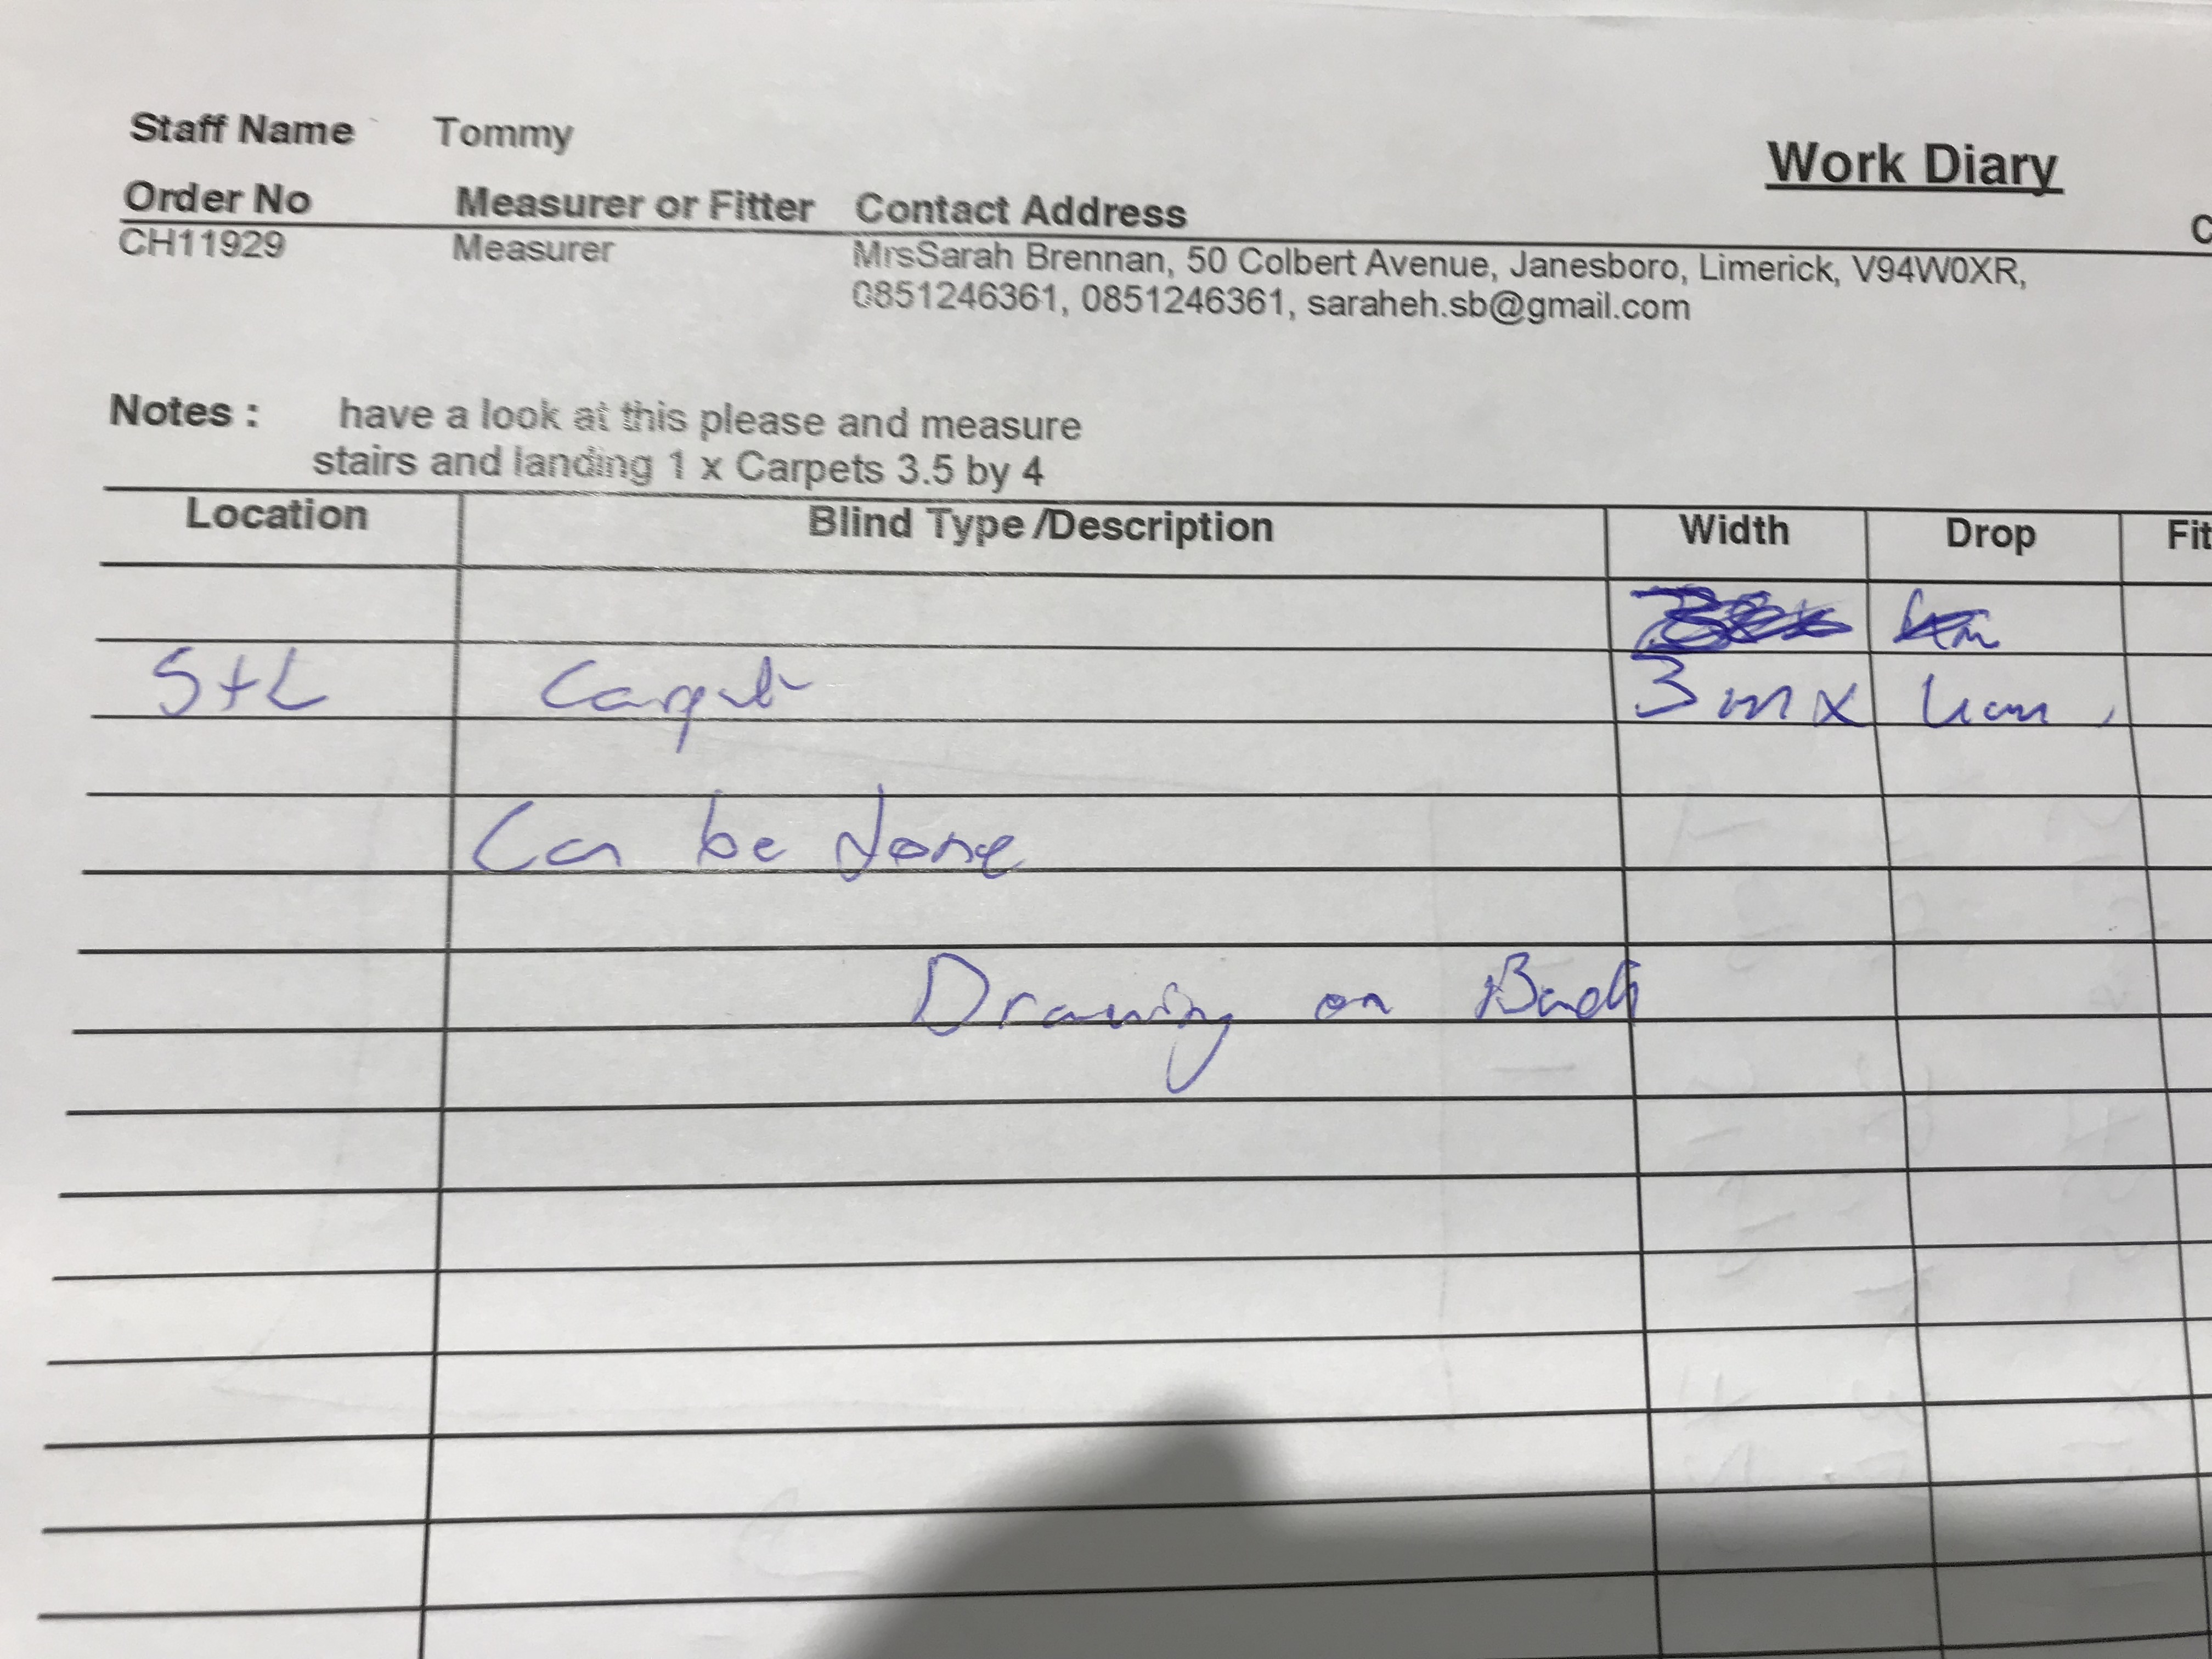 Staff Name Tommy
Work Diary
Order No Measurer or Fitter Contact Address C
CH11929 Measurer MrsSarah Brennan, 50 Colbert Avenue, Janesboro, Limerick, V94W0XR,
0851246361, 0851246361, saraheh.sb@gmail.com
Notes : have a look at this please and measure
stairs and landing 1 x Carpets 3.5 by 4
Location Blind Type /Description Width Drop Fit
S+L Carpet 3m x 4m
Can be done
Drawing on Back